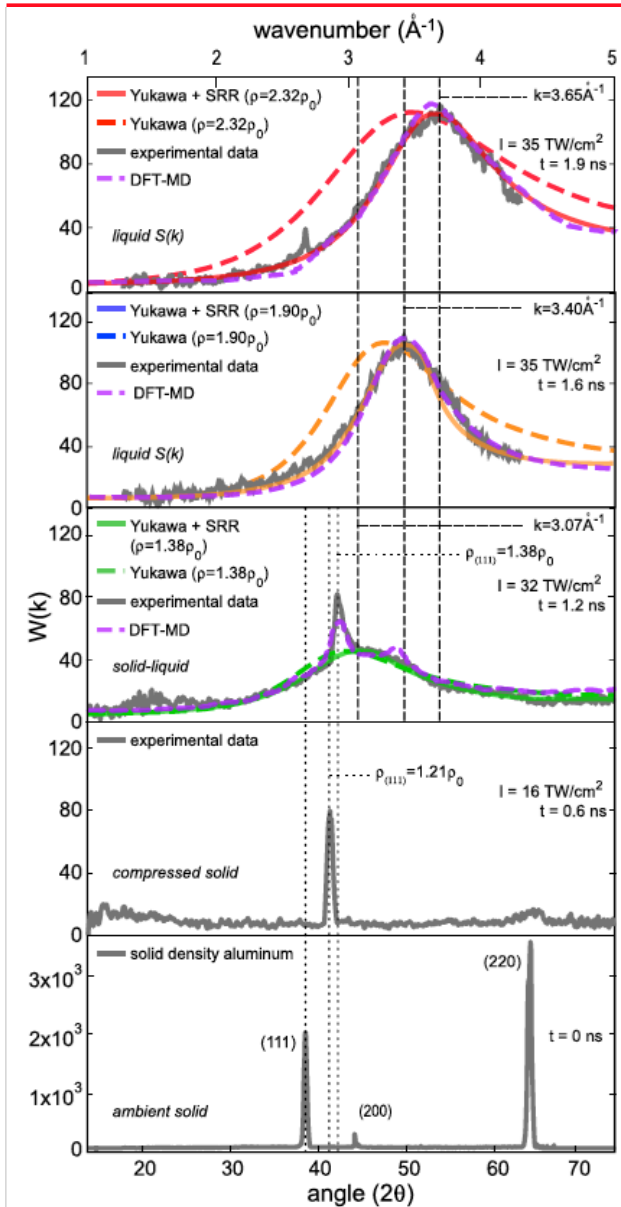 wavenumber (Å⁻¹)
1 2 3 4 5
120
80
40
0
Yukawa + SRR (ρ=2.32ρ₀)
Yukawa (ρ=2.32ρ₀)
experimental data
DFT-MD
liquid S(k)
k=3.65Å⁻¹
I = 35 TW/cm²
t = 1.9 ns
120
80
40
0
Yukawa + SRR (ρ=1.90ρ₀)
Yukawa (ρ=1.90ρ₀)
experimental data
DFT-MD
liquid S(k)
k=3.40Å⁻¹
I = 35 TW/cm²
t = 1.6 ns
W(k)
120
80
40
0
Yukawa + SRR
(ρ=1.38ρ₀)
Yukawa (ρ=1.38ρ₀)
experimental data
DFT-MD
solid-liquid
k=3.07Å⁻¹
ρ₍₁₁₁₎=1.38ρ₀
I = 32 TW/cm²
t = 1.2 ns
120
80
40
0
experimental data
compressed solid
ρ₍₁₁₁₎=1.21ρ₀
I = 16 TW/cm²
t = 0.6 ns
3x10³
2x10³
1x10³
0
solid density aluminum
(111)
(200)
(220)
t = 0 ns
ambient solid
20 30 40 50 60 70
angle (2θ)